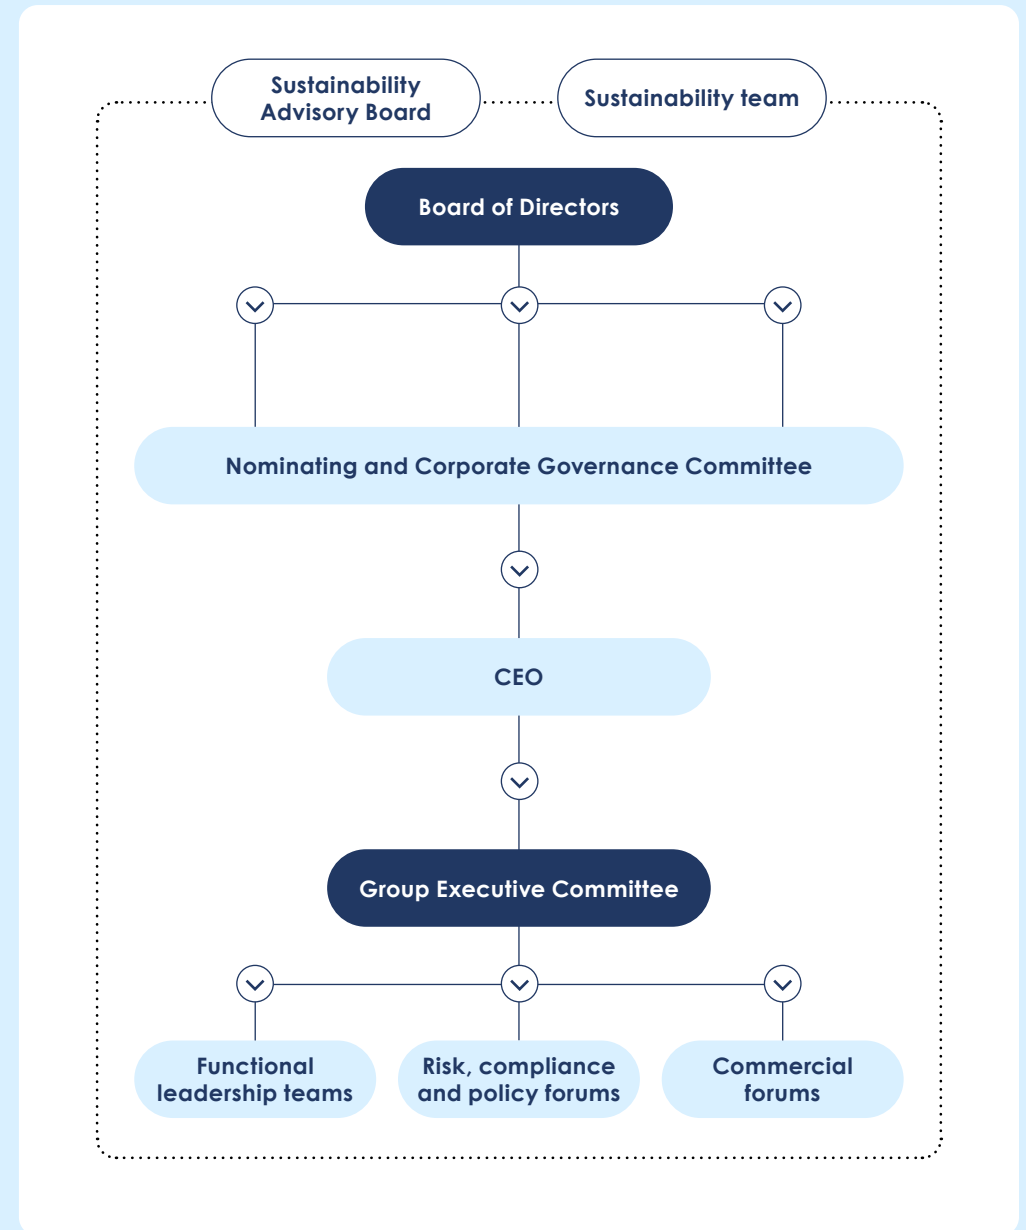 Sustainability
Advisory Board
Sustainability team
Board of Directors
Nominating and Corporate Governance Committee
CEO
Group Executive Committee
Functional
leadership teams
Risk, compliance
and policy forums
Commercial
forums